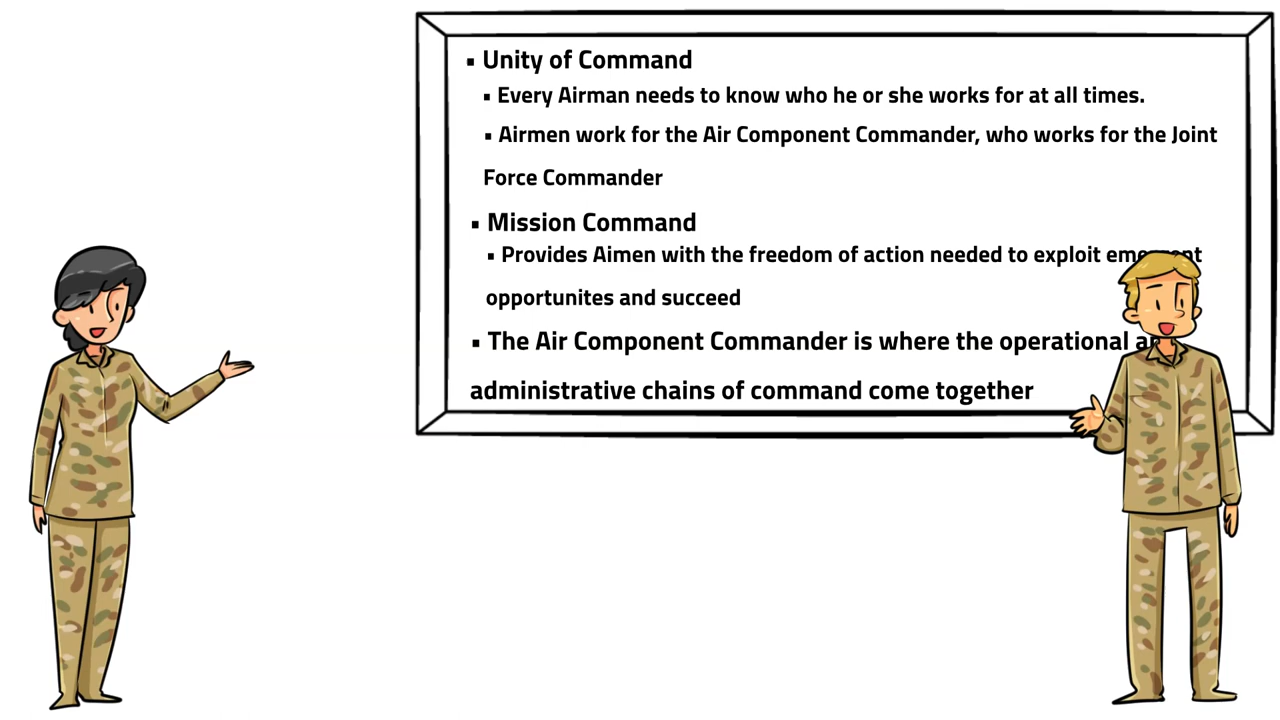 ▪ Unity of Command
▪ Every Airman needs to know who he or she works for at all times.
▪ Airmen work for the Air Component Commander, who works for the Joint
Force Commander
▪ Mission Command
▪ Provides Aimen with the freedom of action needed to exploit
opportunites and succeed
▪ The Air Component Commander is where the operational
administrative chains of command come together